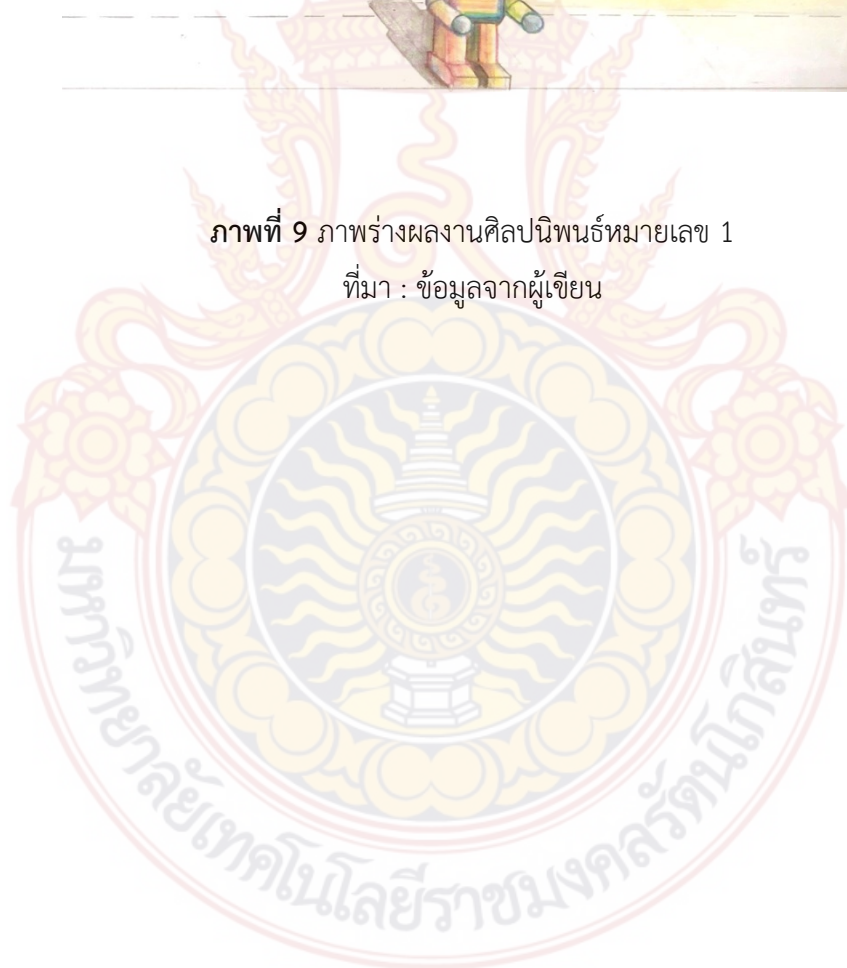 ภาพที่ 9 ภาพร่างผลงานศิลปนิพนธ์หมายเลข 1
ที่มา : ข้อมูลจากผู้เขียน
มหาวิทยาลัยเทคโนโลยีราชมงคลรัตนโกสินทร์